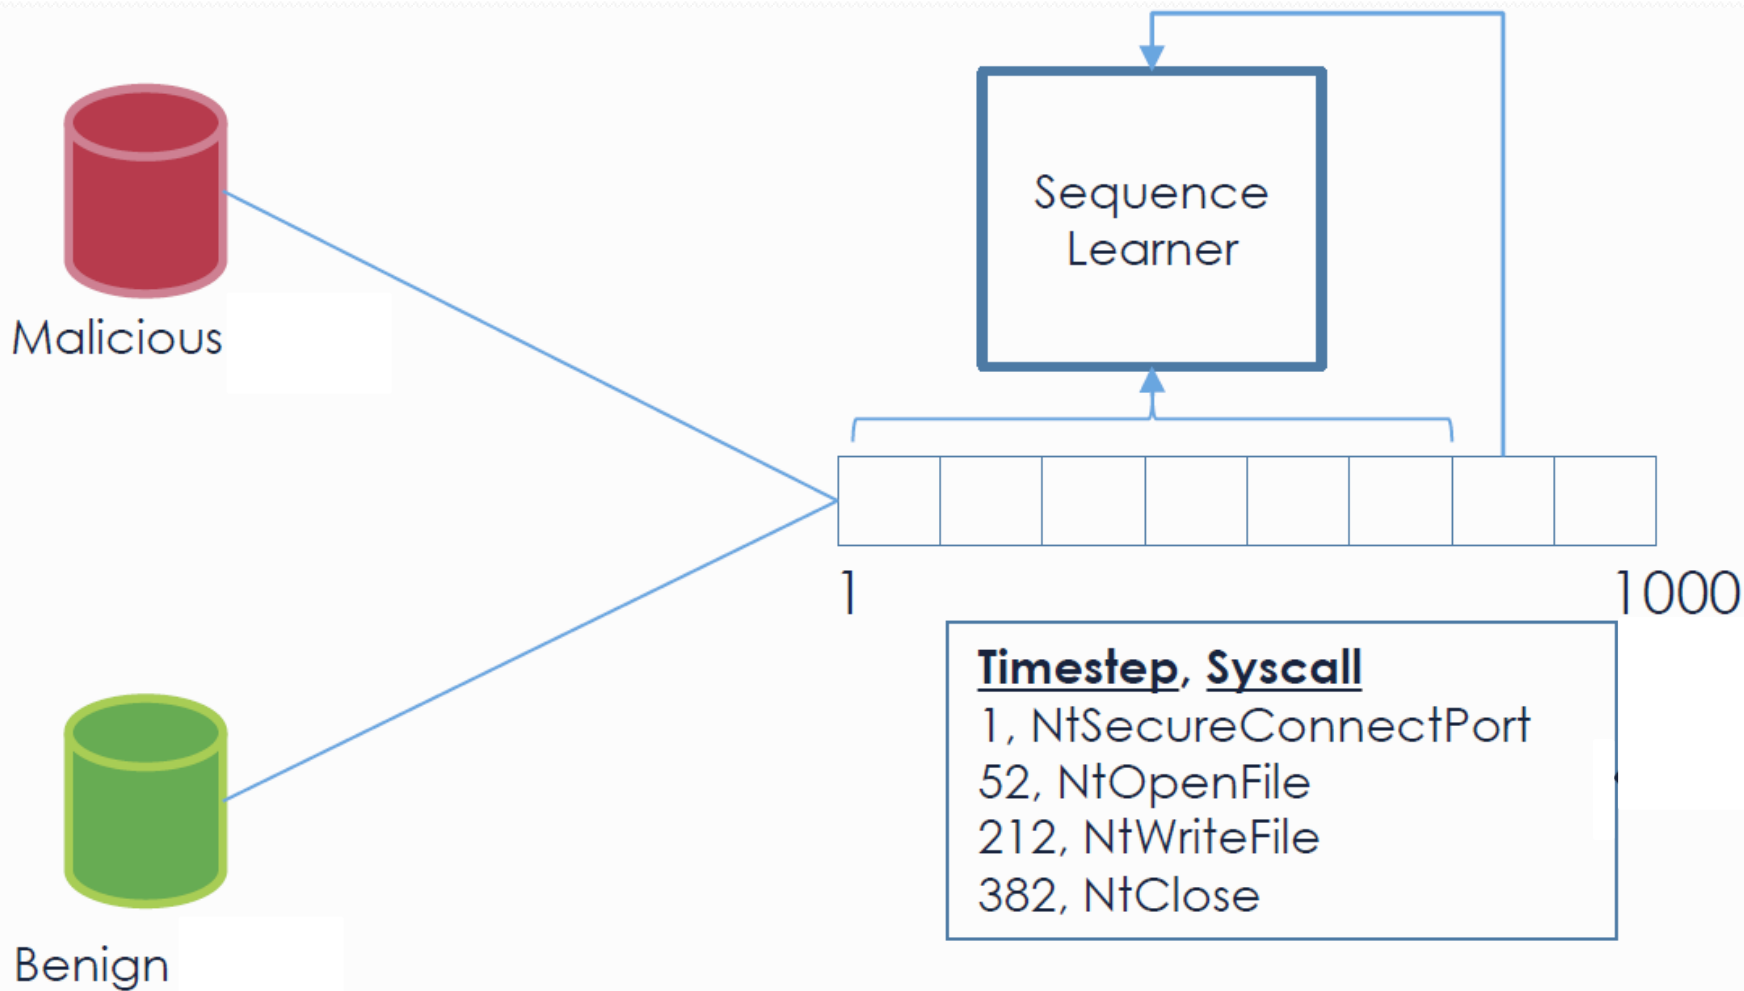 Malicious
Benign
Sequence
Learner
1
1000
Timestep, Syscall
1, NtSecureConnectPort
52, NtOpenFile
212, NtWriteFile
382, NtClose